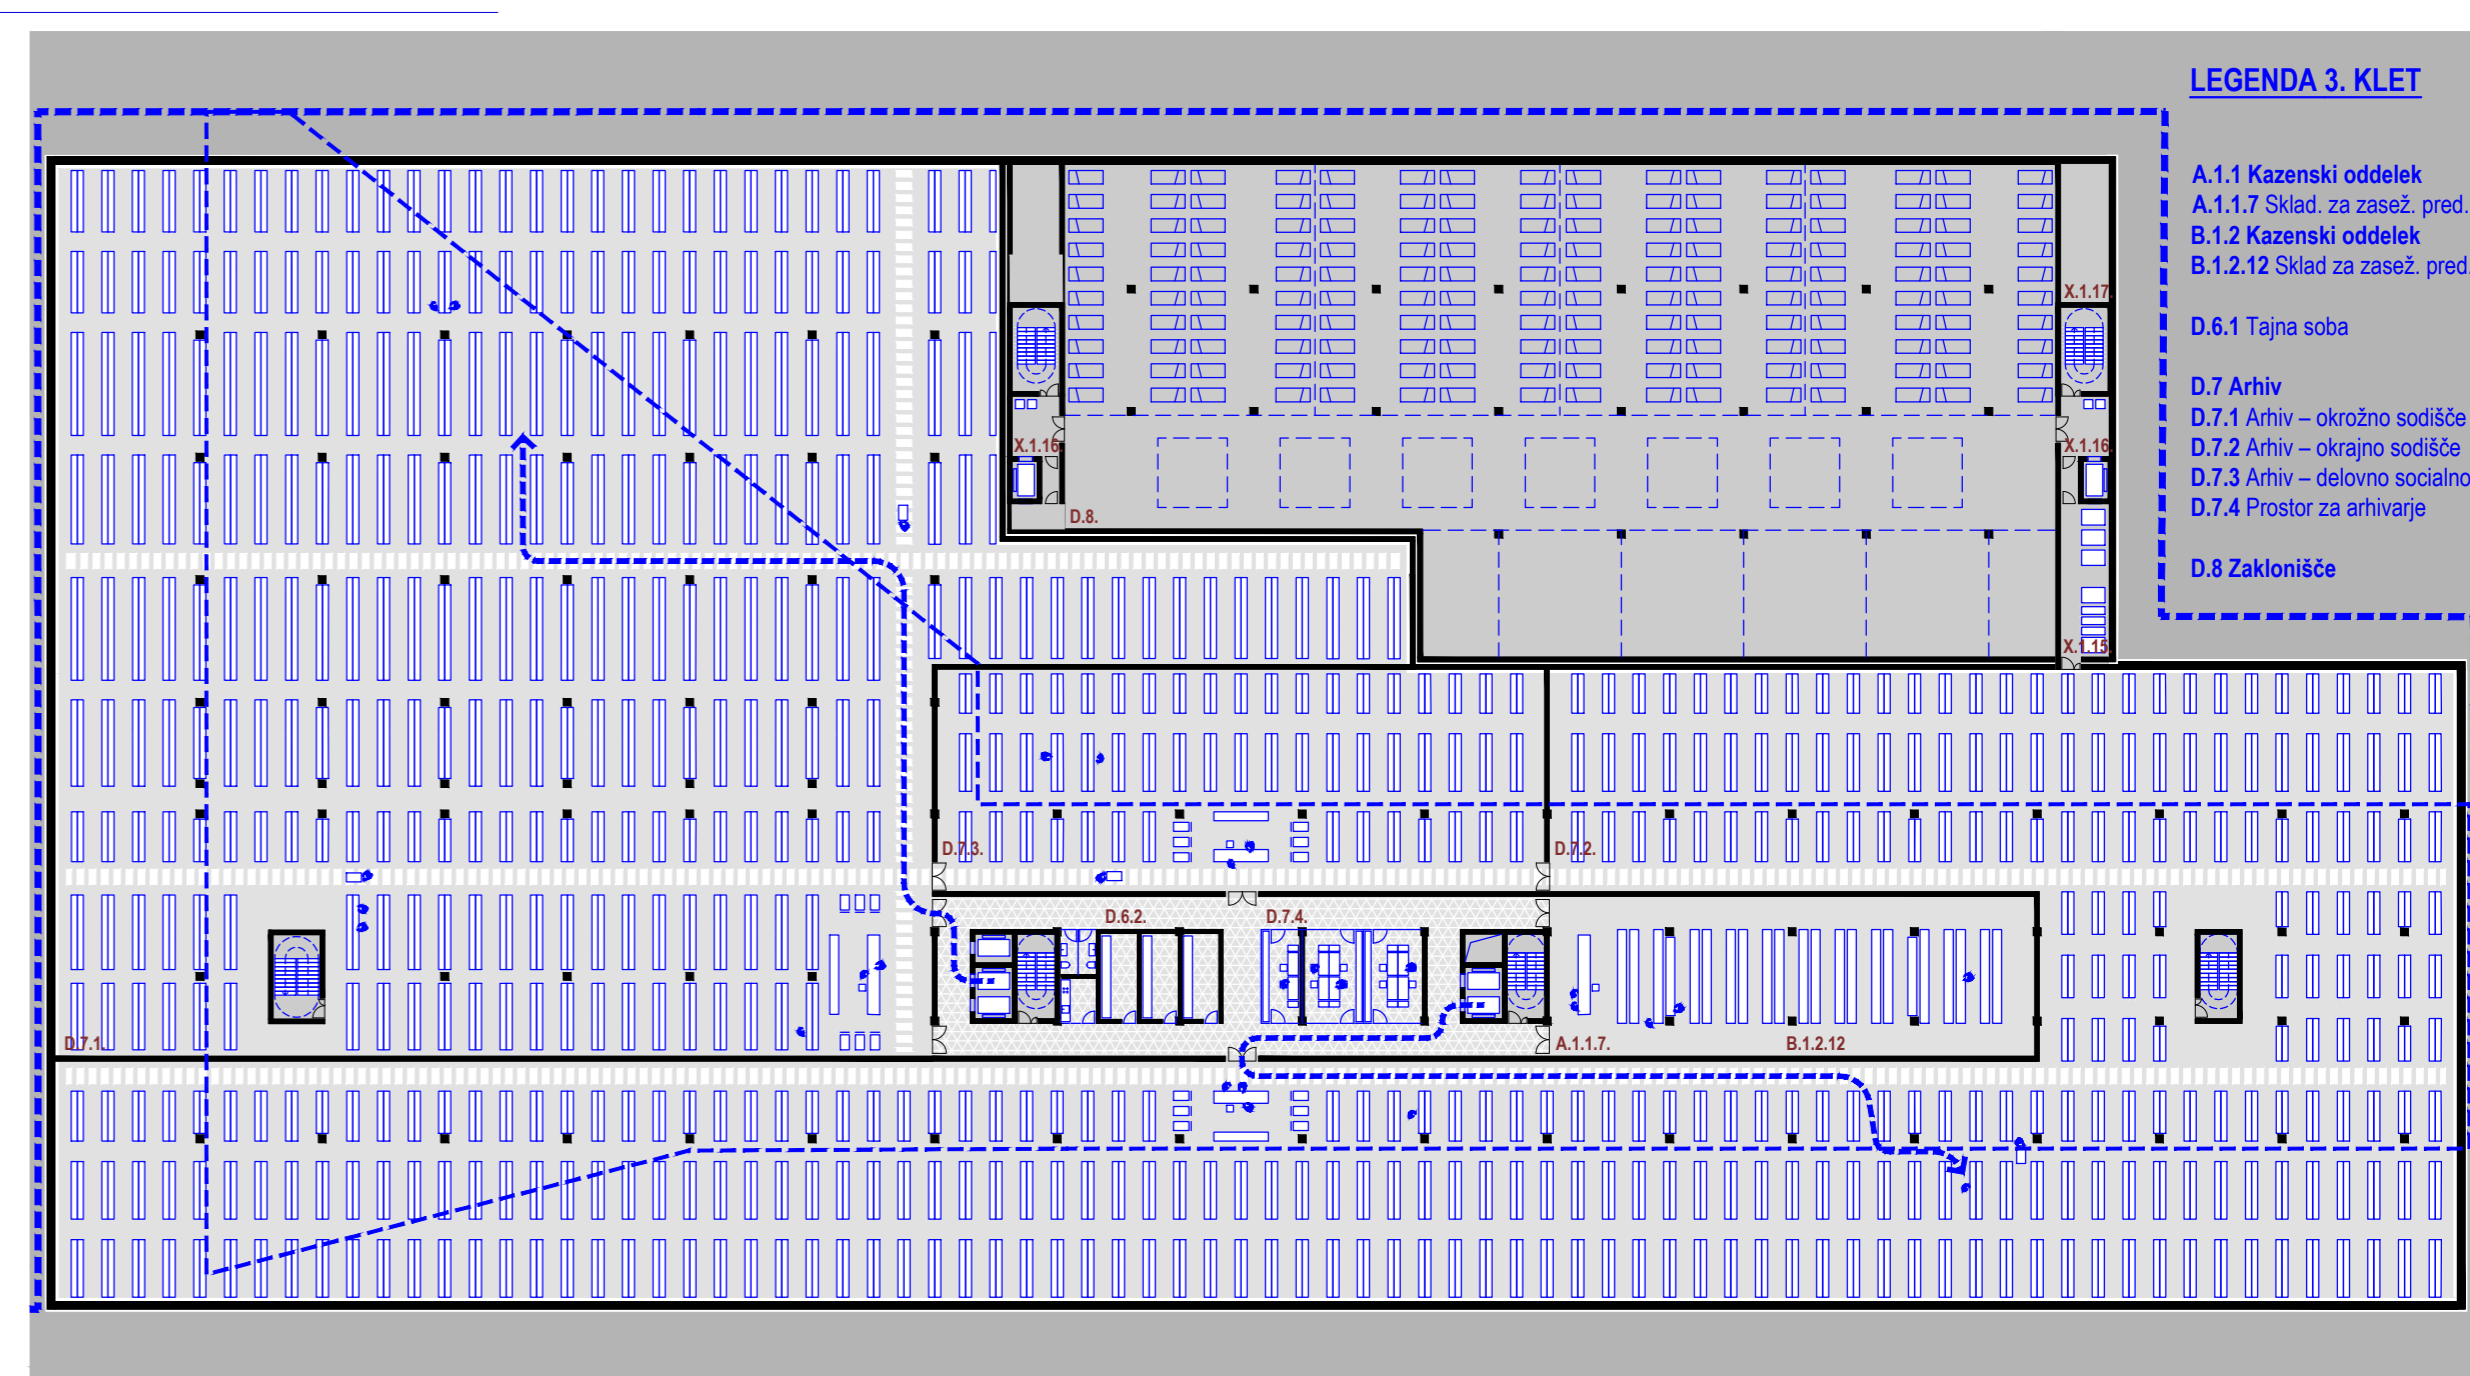 LEGENDA 3. KLET
A.1.1 Kazenski oddelek
A.1.1.7 Sklad. za zasež. pred.
B.1.2 Kazenski oddelek
B.1.2.12 Sklad za zasež. pred.
D.6.1 Tajna soba
D.7 Arhiv
D.7.1 Arhiv – okrožno sodišče
D.7.2 Arhiv – okrajno sodišče
D.7.3 Arhiv – delovno socialno
D.7.4 Prostor za arhivarje
D.8 Zaklonišče
X.1.17.
X.1.16.
X.1.16.
D.8.
X.1.15.
D.7.3.
D.7.2.
D.6.2.
D.7.4.
D.7.1.
A.1.1.7.
B.1.2.12